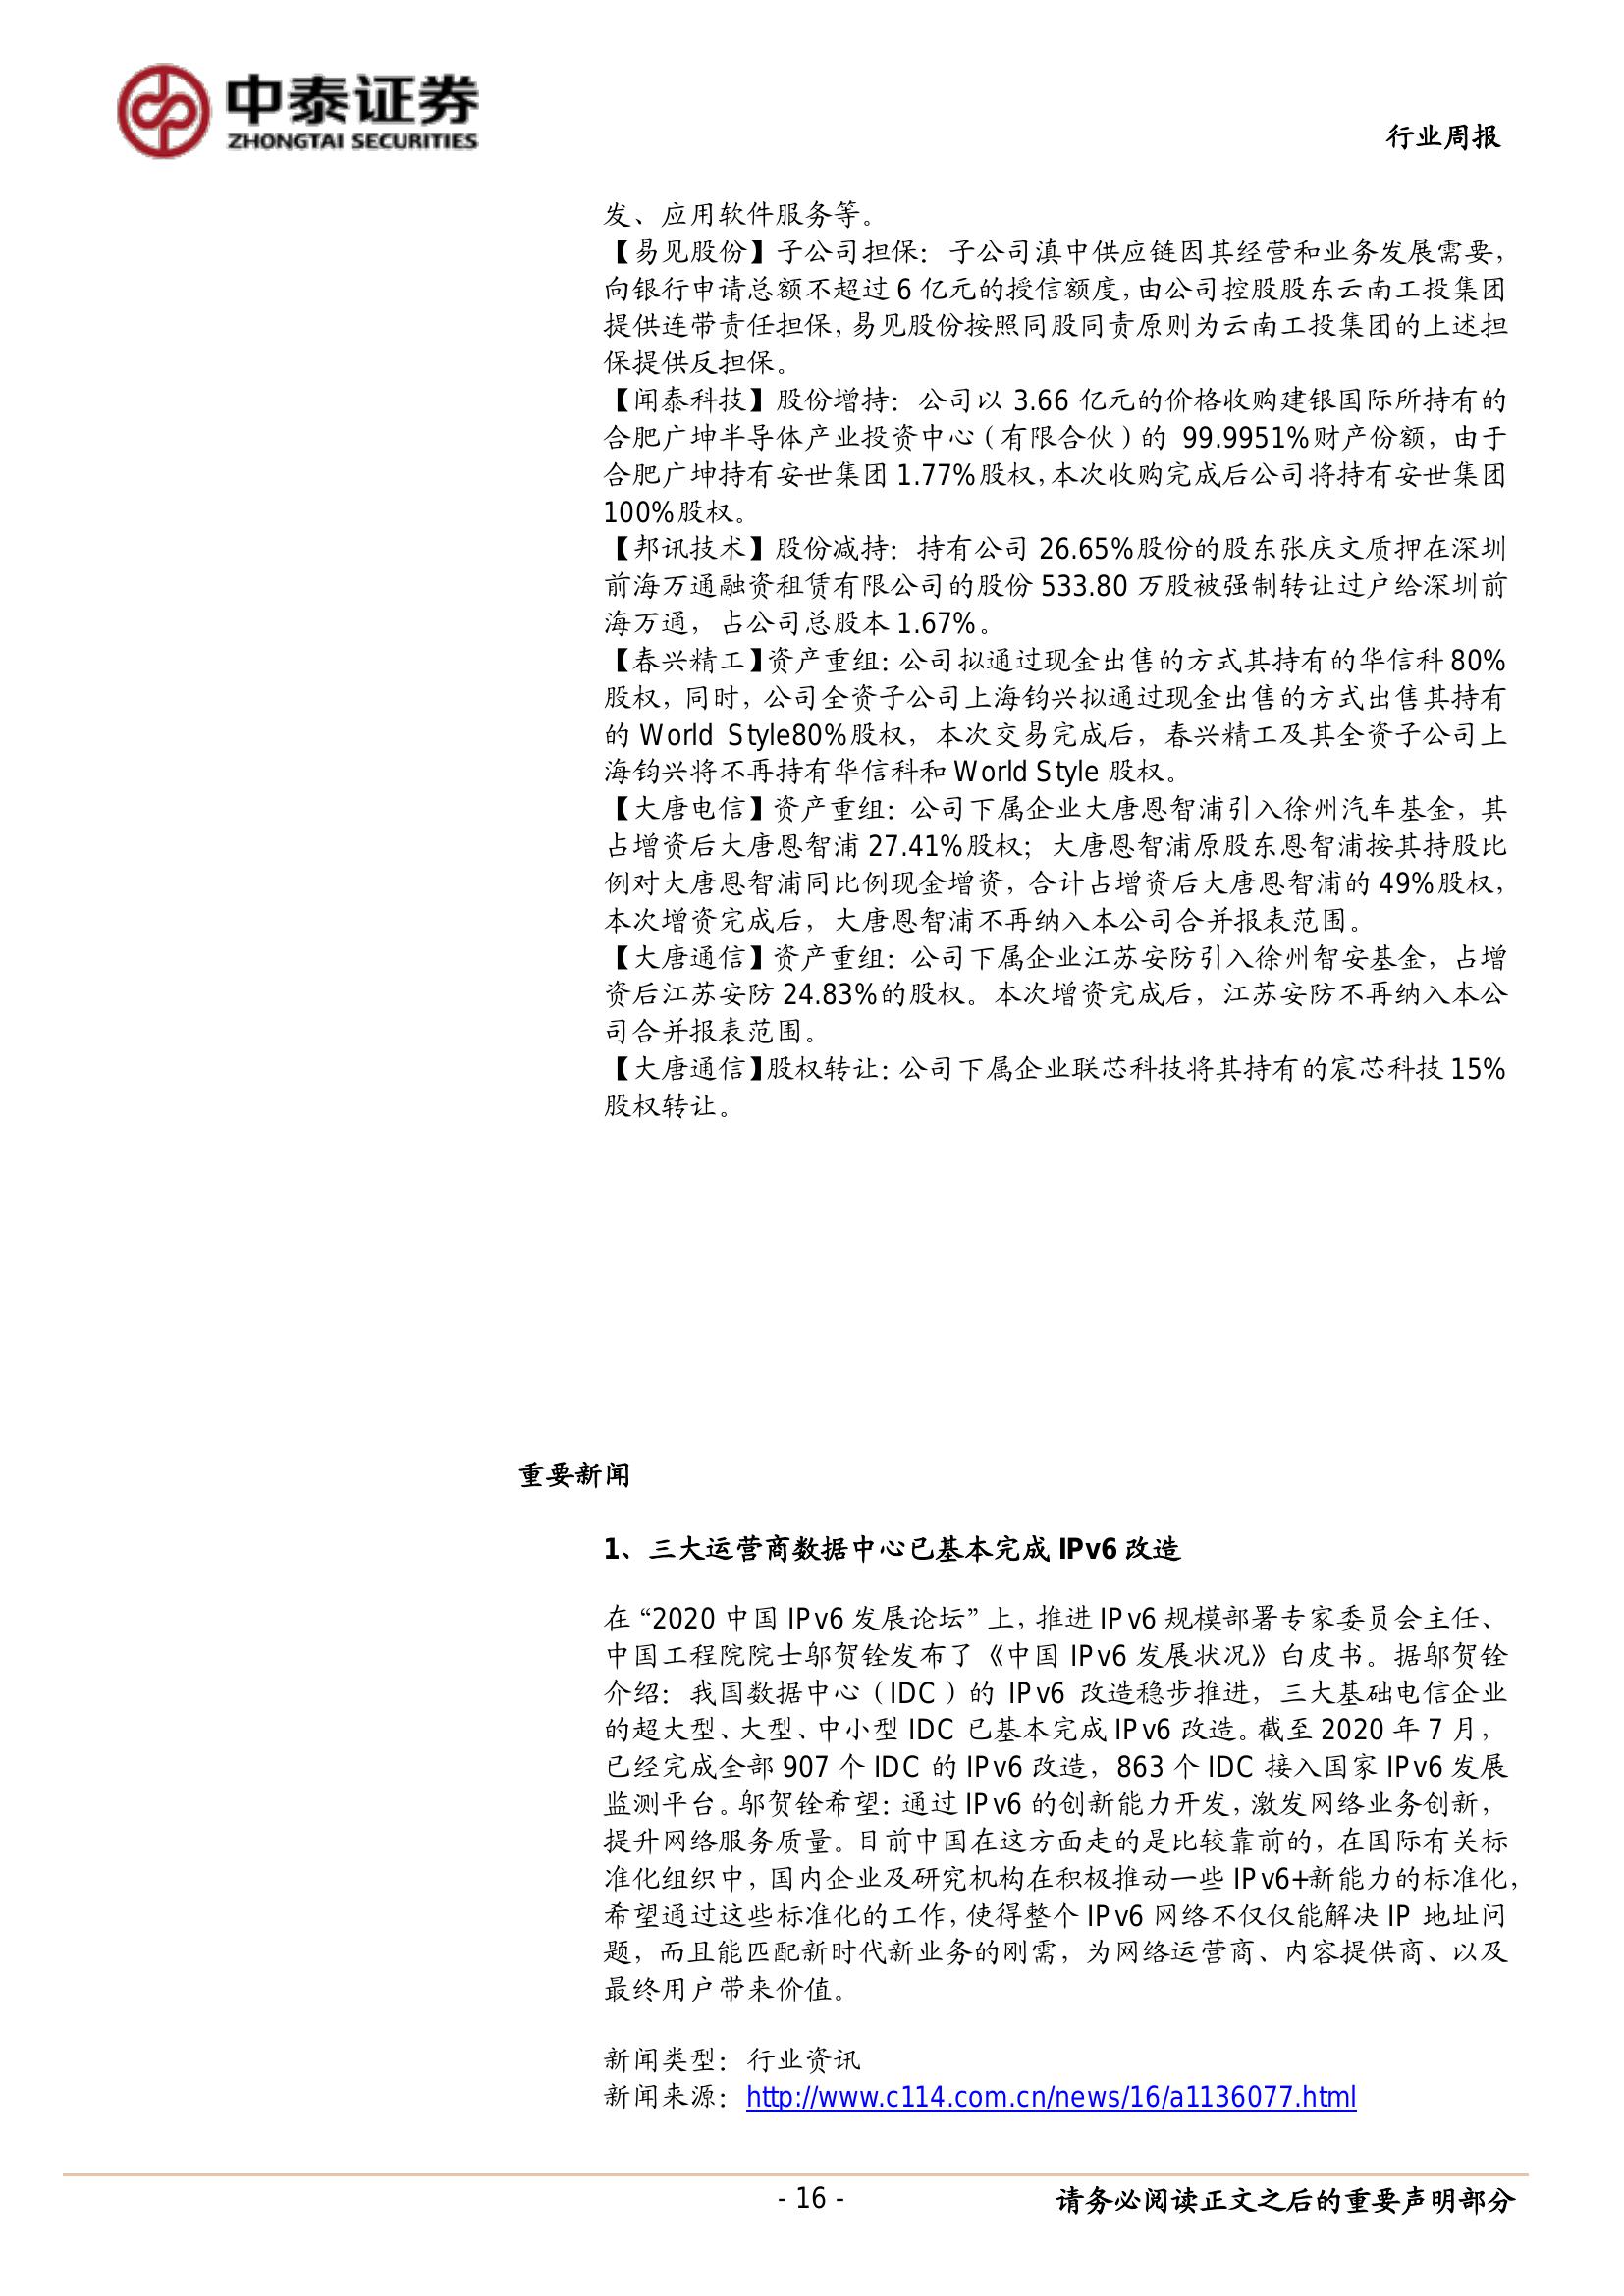 中泰证券
ZHONGTAI SECURITIES
行业周报
发、应用软件服务等。
【易见股份】子公司担保：子公司滇中供应链因其经营和业务发展需要，
向银行申请总额不超过 6 亿元的授信额度，由公司控股股东云南工投集团
提供连带责任担保，易见股份按照同股同责原则为云南工投集团的上述担
保提供反担保。
【闻泰科技】股份增持：公司以 3.66 亿元的价格收购建银国际所持有的
合肥广坤半导体产业投资中心（有限合伙）的 99.9951%财产份额，由于
合肥广坤持有安世集团 1.77%股权，本次收购完成后公司将持有安世集团
100%股权。
【邦讯技术】股份减持：持有公司 26.65%股份的股东张庆文质押在深圳
前海万通融资租赁有限公司的股份 533.80 万股被强制转让过户给深圳前
海万通，占公司总股本 1.67%。
【春兴精工】资产重组：公司拟通过现金出售的方式其持有的华信科 80%
股权，同时，公司全资子公司上海钧兴拟通过现金出售的方式出售其持有
的 World Style80%股权，本次交易完成后，春兴精工及其全资子公司上
海钧兴将不再持有华信科和 World Style 股权。
【大唐电信】资产重组：公司下属企业大唐恩智浦引入徐州汽车基金，其
占增资后大唐恩智浦 27.41%股权；大唐恩智浦原股东恩智浦按其持股比
例对大唐恩智浦同比例现金增资，合计占增资后大唐恩智浦的 49%股权，
本次增资完成后，大唐恩智浦不再纳入本公司合并报表范围。
【大唐通信】资产重组：公司下属企业江苏安防引入徐州智安基金，占增
资后江苏安防 24.83%的股权。本次增资完成后，江苏安防不再纳入本公
司合并报表范围。
【大唐通信】股权转让：公司下属企业联芯科技将其持有的宸芯科技 15%
股权转让。
重要新闻
1、三大运营商数据中心已基本完成 IPv6 改造
在“2020 中国 IPv6 发展论坛”上，推进 IPv6 规模部署专家委员会主任、
中国工程院院士邬贺铨发布了《中国 IPv6 发展状况》白皮书。据邬贺铨
介绍：我国数据中心（IDC）的 IPv6 改造稳步推进，三大基础电信企业
的超大型、大型、中小型 IDC 已基本完成 IPv6 改造。截至 2020 年 7 月，
已经完成全部 907 个 IDC 的 IPv6 改造，863 个 IDC 接入国家 IPv6 发展
监测平台。邬贺铨希望：通过 IPv6 的创新能力开发，激发网络业务创新，
提升网络服务质量。目前中国在这方面走的是比较靠前的，在国际有关标
准化组织中，国内企业及研究机构在积极推动一些 IPv6+新能力的标准化，
希望通过这些标准化的工作，使得整个 IPv6 网络不仅仅能解决 IP 地址问
题，而且能匹配新时代新业务的刚需，为网络运营商、内容提供商、以及
最终用户带来价值。
新闻类型：行业资讯
新闻来源：http://www.c114.com.cn/news/16/a1136077.html
- 16 -
请务必阅读正文之后的重要声明部分